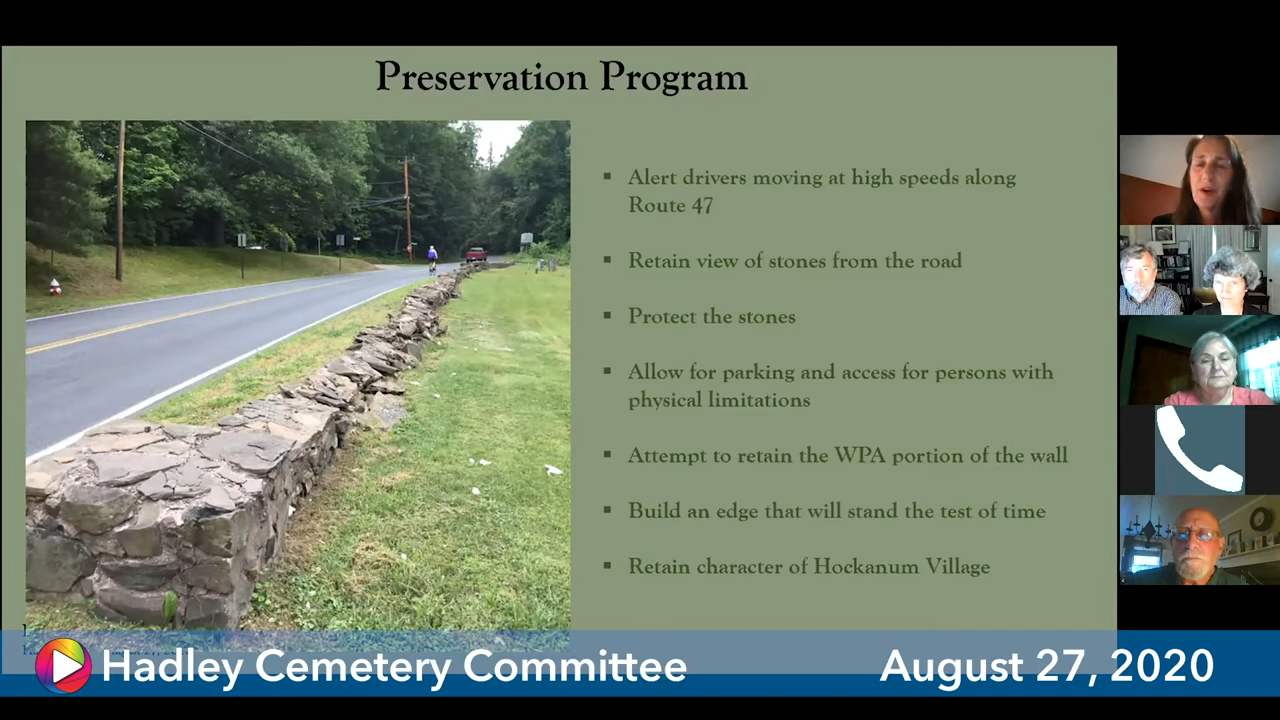 Preservation Program
▪ Alert drivers moving at high speeds along
Route 47
▪ Retain view of stones from the road
▪ Protect the stones
▪ Allow for parking and access for persons with
physical limitations
▪ Attempt to retain the WPA portion of the wall
▪ Build an edge that will stand the test of time
▪ Retain character of Hockanum Village
Hadley Cemetery Committee
August 27, 2020